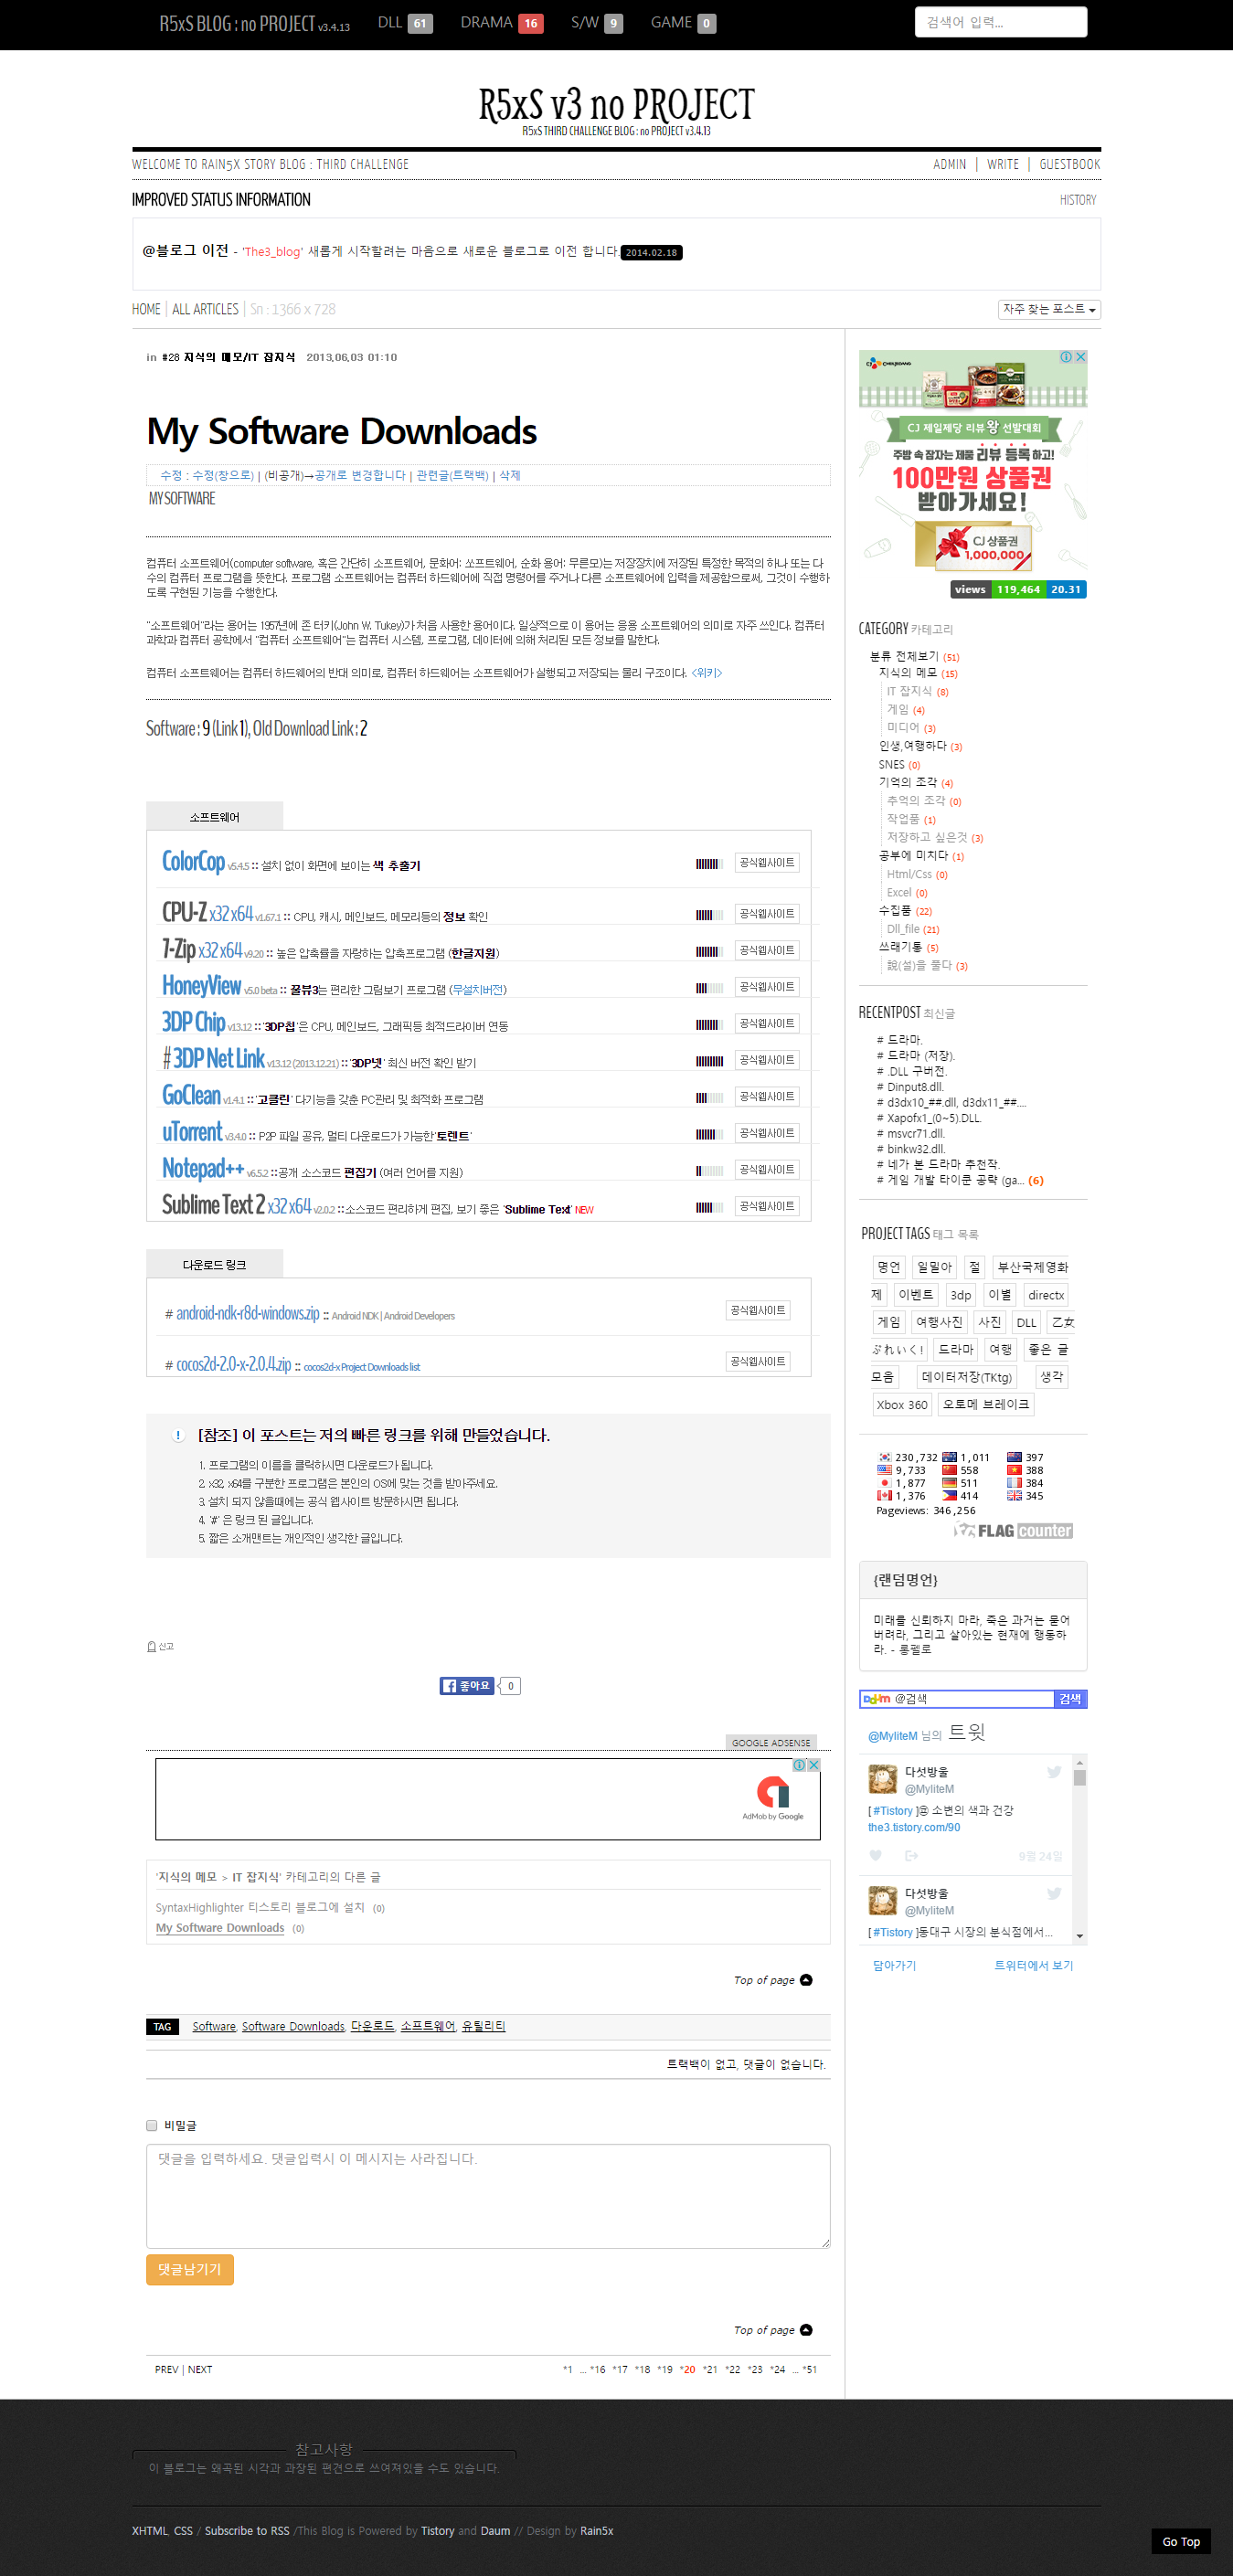 R5xS BLOG : no PROJECT v3.4.13
DLL 61
DRAMA 16
S/W 9
GAME 0
검색어 입력...
R5xS v3 no PROJECT
R5xS THIRD CHALLENGE BLOG : no PROJECT v3.4.13
WELCOME TO RAIN5X STORY BLOG : THIRD CHALLENGE
ADMIN | WRITE | GUESTBOOK
IMPROVED STATUS INFORMATION
HISTORY
@블로그 이전 - 'The3_blog' 새롭게 시작할려는 마음으로 새로운 블로그로 이전 합니다. 2014.02.18
HOME | ALL ARTICLES | Sn : 1366 x 728
자주 찾는 포스트
in #28 지식의 메모/IT 잡지식 2013.06.03 01:10
My Software Downloads
수정 : 수정(창으로) | (비공개)→공개로 변경합니다 | 관련글(트랙백) | 삭제
MY SOFTWARE
컴퓨터 소프트웨어(computer software, 혹은 간단히 소프트웨어, 문화어: 쏘프트웨어, 순화 용어: 무른모)는 저장장치에 저장된 특정한 목적의 하나 또는 다
수의 컴퓨터 프로그램을 뜻한다. 프로그램 소프트웨어는 컴퓨터 하드웨어에 직접 명령어를 주거나 다른 소프트웨어에 입력을 제공함으로써, 그것이 수행하
도록 구현된 기능을 수행한다.
"소프트웨어"라는 용어는 1957년에 존 터키(John W. Tukey)가 처음 사용한 용어이다. 일상적으로 이 용어는 응용 소프트웨어의 의미로 자주 쓰인다. 컴퓨터
과학과 컴퓨터 공학에서 "컴퓨터 소프트웨어"는 컴퓨터 시스템, 프로그램, 데이터에 의해 처리된 모든 정보를 말한다.
컴퓨터 소프트웨어는 컴퓨터 하드웨어의 반대 의미로, 컴퓨터 하드웨어는 소프트웨어가 실행되고 저장되는 물리 구조이다. <위키>
Software : 9 (Link 1), Old Download Link : 2
소프트웨어
ColorCop v5.4.5 :: 설치 없이 화면에 보이는 색 추출기 공식웹사이트
CPU-Z x32 x64 v1.67.1 :: CPU, 캐시, 메인보드, 메모리등의 정보 확인 공식웹사이트
7-Zip x32 x64 v9.20 :: 높은 압축률을 자랑하는 압축프로그램 (한글지원) 공식웹사이트
HoneyView v5.0 beta :: 꿀뷰3는 편리한 그림보기 프로그램 (무설치버전) 공식웹사이트
3DP Chip v13.12 :: '3DP칩'은 CPU, 메인보드, 그래픽등 최적드라이버 연동 공식웹사이트
# 3DP Net Link v13.12 (2013.12.21) :: '3DP넷' 최신 버전 확인 받기 공식웹사이트
GoClean v1.4.1 :: '고클린' 다기능을 갖춘 PC관리 및 최적화 프로그램 공식웹사이트
uTorrent v3.4.0 :: P2P 파일 공유, 멀티 다운로드가 가능한 '토렌트' 공식웹사이트
Notepad++ v6.5.2 ::공개 소스코드 편집기 (여러 언어를 지원) 공식웹사이트
Sublime Text 2 x32 x64 v2.0.2 ::소스코드 편리하게 편집, 보기 좋은 'Sublime Text' NEW 공식웹사이트
다운로드 링크
# android-ndk-r8d-windows.zip :: Android NDK | Android Developers 공식웹사이트
# cocos2d-2.0-x-2.0.4.zip :: cocos2d-x Project Downloads list 공식웹사이트
[참조] 이 포스트는 저의 빠른 링크를 위해 만들었습니다.
1. 프로그램의 이름을 클릭하시면 다운로드가 됩니다.
2. x32, x64를 구분한 프로그램은 본인의 OS에 맞는 것을 받아주세요.
3. 설치 되지 않을때에는 공식 웹사이트 방문하시면 됩니다.
4. '#' 은 링크 된 글입니다.
5. 짧은 소개맨트는 개인적인 생각한 글입니다.
신고
좋아요 0
GOOGLE ADSENSE
AdMob by Google
'지식의 메모 > IT 잡지식' 카테고리의 다른 글
SyntaxHighlighter 티스토리 블로그에 설치 (0)
My Software Downloads (0)
Top of page
TAG Software, Software Downloads, 다운로드, 소프트웨어, 유틸리티
트랙백이 없고, 댓글이 없습니다.
비밀글
댓글을 입력하세요. 댓글입력시 이 메시지는 사라집니다.
댓글남기기
Top of page
PREV | NEXT
*1 ... *16 *17 *18 *19 *20 *21 *22 *23 *24 ... *51
CJ CHEILJEDANG
CJ 제일제당 리뷰왕 선발대회
주방 속 잠자는 제품 리뷰 등록하고!
100만원 상품권
받아가세요!
CJ 상품권
1,000,000
views 119,464 20.31
CATEGORY 카테고리
분류 전체보기 (51)
지식의 메모 (15)
IT 잡지식 (8)
게임 (4)
미디어 (3)
인생,여행하다 (3)
SNES (0)
기억의 조각 (4)
추억의 조각 (0)
작업품 (1)
저장하고 싶은것 (3)
공부에 미치다 (1)
Html/Css (0)
Excel (0)
수집품 (22)
Dll_file (21)
쓰래기통 (5)
說(설)을 풀다 (3)
RECENTPOST 최신글
# 드라마.
# 드라마 (저장).
# .DLL 구버전.
# Dinput8.dll.
# d3dx10_##.dll, d3dx11_##....
# Xapofx1_(0~5).DLL.
# msvcr71.dll.
# binkw32.dll.
# 네가 본 드라마 추천작.
# 게임 개발 타이쿤 공략 (ga... (6)
PROJECT TAGS 태그 목록
명언 일밀아 절 부산국제영화
제 이벤트 3dp 이별 directx
게임 여행사진 사진 DLL 乙女
ぶれいく! 드라마 여행 좋은 글
모음 데이터저장(TKtg) 생각
Xbox 360 오토메 브레이크
230,732 1,011 397
9,733 558 388
1,877 511 384
1,376 414 345
Pageviews: 346,256
FLAG counter
{랜덤명언}
미래를 신뢰하지 마라, 죽은 과거는 묻어
버려라, 그리고 살아있는 현재에 행동하
라. - 롱펠로
Daum @검색 검색
@MyliteM 님의 트윗
다섯방울
@MyliteM
[ #Tistory ]㉾ 소변의 색과 건강
the3.tistory.com/90
9월 24일
다섯방울
@MyliteM
[ #Tistory ]동대구 시장의 분식점에서...
담아가기
트위터에서 보기
참고사항
이 블로그는 왜곡된 시각과 과장된 편견으로 쓰여져있을 수도 있습니다.
XHTML, CSS / Subscribe to RSS /This Blog is Powered by Tistory and Daum // Design by Rain5x
Go Top